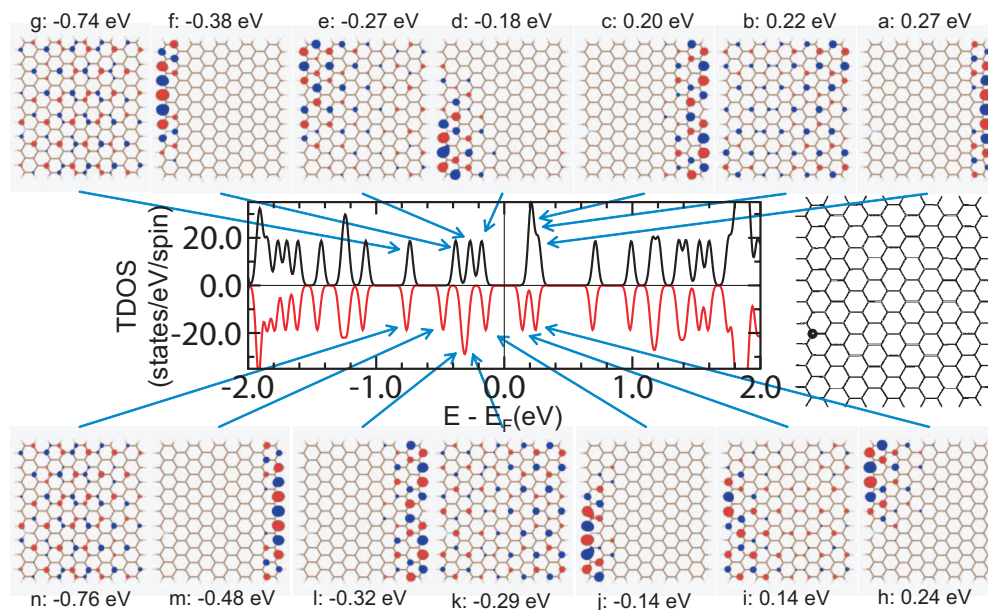 g: -0.74 eV f: -0.38 eV e: -0.27 eV d: -0.18 eV c: 0.20 eV b: 0.22 eV a: 0.27 eV
TDOS
(states/eV/spin)
20.0
0.0
-20.0
-2.0 -1.0 0.0 1.0 2.0
E - E_F(eV)
n: -0.76 eV m: -0.48 eV l: -0.32 eV k: -0.29 eV j: -0.14 eV i: 0.14 eV h: 0.24 eV